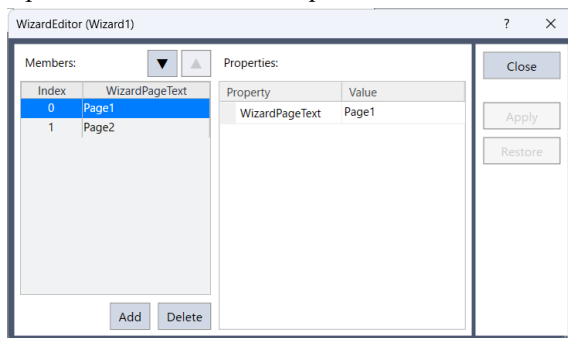 WizardEditor (Wizard1) ? ×
Members: ▼ ▲ Properties: Close
Index WizardPageText Property Value
0 Page1 WizardPageText Page1 Apply
1 Page2
Restore
Add Delete